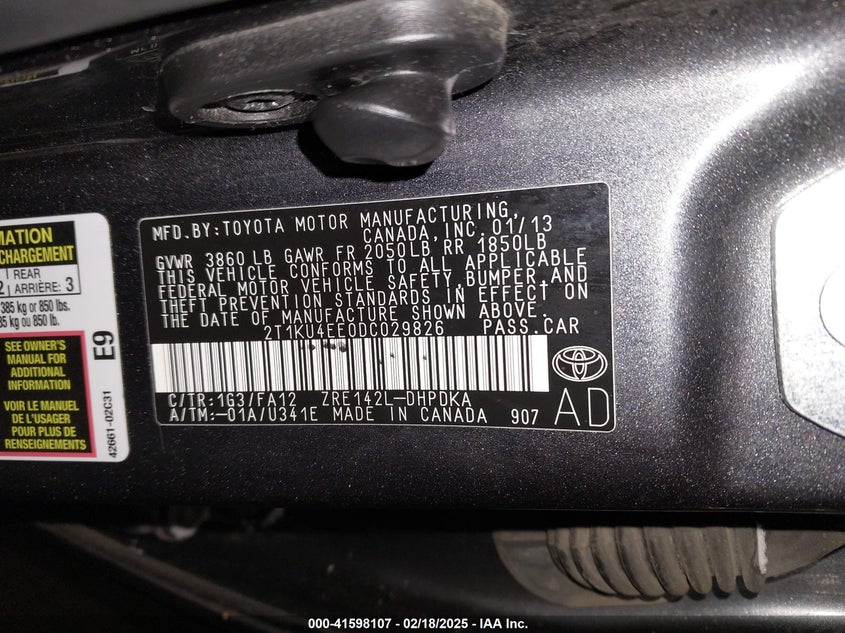 MATION
CHARGEMENT
1 REAR
2 ARRIÈRE: 3
385 kg or 850 lbs.
85 kg ou 850 lb.
SEE OWNER'S
MANUAL FOR
ADDITIONAL
INFORMATION
VOIR LE MANUEL
DE L'USAGER
POUR PLUS DE
RENSEIGNEMENTS
E9
42661-02C31
MFD.BY:TOYOTA MOTOR MANUFACTURING,
CANADA,INC.01/13
GVWR 3860LB GAWR FR 2050LB,RR 1850LB
THIS VEHICLE CONFORMS TO ALL APPLICABLE
FEDERAL MOTOR VEHICLE SAFETY,BUMPER,AND
THEFT PREVENTION STANDARDS IN EFFECT ON
THE DATE OF MANUFACTURE SHOWN ABOVE.
2T1KU4EE0DC029826 PASS.CAR
C/TR:1G3/FA12 ZRE142L-DHPDKA
A/TM:-01A/U341E MADE IN CANADA 907
AD
000-41598107 - 02/18/2025 - IAA Inc.